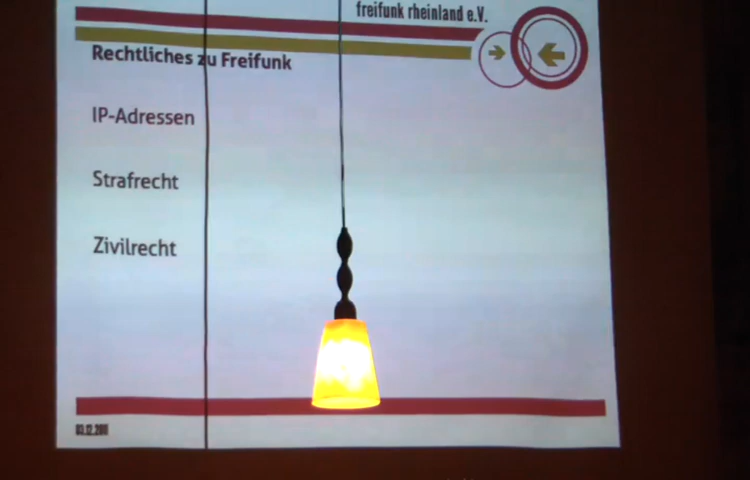 freifunk rheinland e.V.
Rechtliches zu Freifunk
IP-Adressen
Strafrecht
Zivilrecht